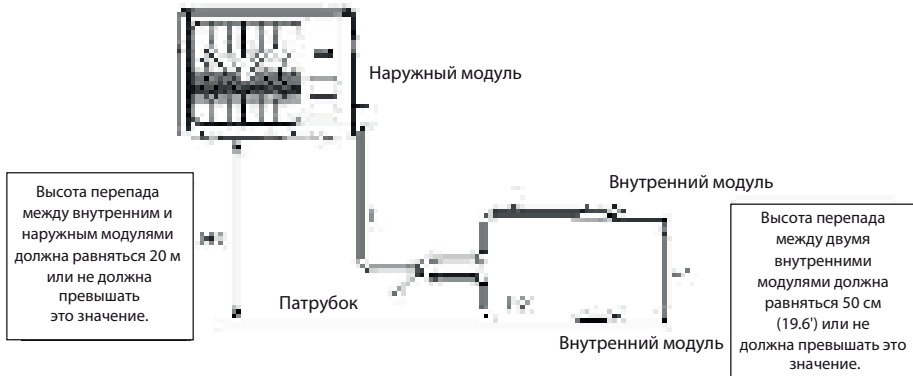 Наружный модуль
Внутренний модуль
Высота перепада
между внутренним и
наружным модулями
должна равняться 20 м
или не должна
превышать
это значение.
Высота перепада
между двумя
внутренними
модулями должна
равняться 50 см
(19.6') или не
должна превышать это
значение.
Патрубок
Внутренний модуль